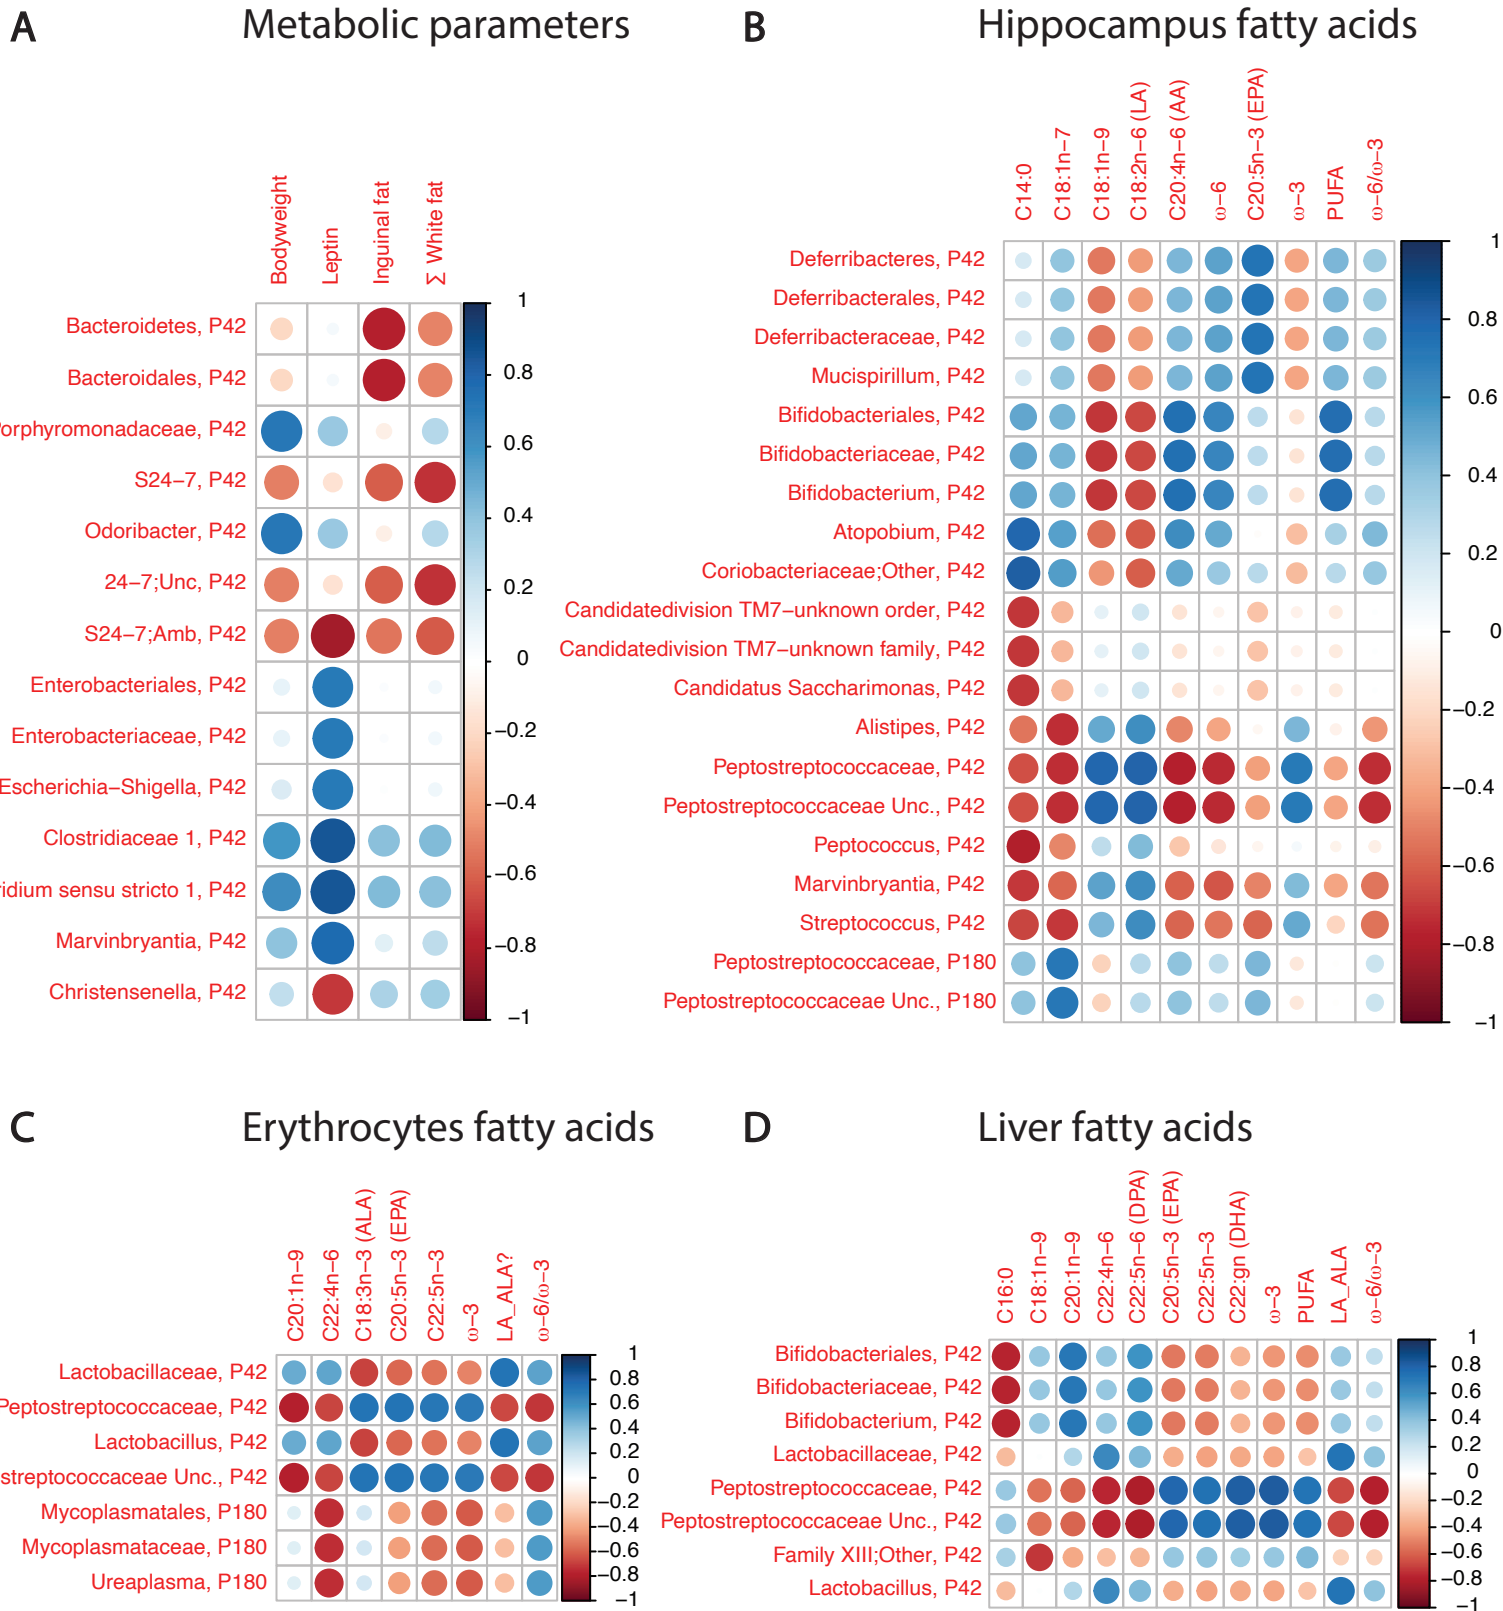 A Metabolic parameters
Bodyweight
Leptin
Inguinal fat
∑ White fat
Bacteroidetes, P42
Bacteroidales, P42
Porphyromonadaceae, P42
S24−7, P42
Odoribacter, P42
24−7;Unc, P42
S24−7;Amb, P42
Enterobacteriales, P42
Enterobacteriaceae, P42
Escherichia−Shigella, P42
Clostridiaceae 1, P42
ridium sensu stricto 1, P42
Marvinbryantia, P42
Christensenella, P42
1
0.8
0.6
0.4
0.2
0
−0.2
−0.4
−0.6
−0.8
−1
B Hippocampus fatty acids
C14:0
C18:1n−7
C18:1n−9
C18:2n−6 (LA)
C20:4n−6 (AA)
ω−6
C20:5n−3 (EPA)
ω−3
PUFA
ω−6/ω−3
Deferribacteres, P42
Deferribacterales, P42
Deferribacteraceae, P42
Mucispirillum, P42
Bifidobacteriales, P42
Bifidobacteriaceae, P42
Bifidobacterium, P42
Atopobium, P42
Coriobacteriaceae;Other, P42
Candidatedivision TM7−unknown order, P42
Candidatedivision TM7−unknown family, P42
Candidatus Saccharimonas, P42
Alistipes, P42
Peptostreptococcaceae, P42
Peptostreptococcaceae Unc., P42
Peptococcus, P42
Marvinbryantia, P42
Streptococcus, P42
Peptostreptococcaceae, P180
Peptostreptococcaceae Unc., P180
1
0.8
0.6
0.4
0.2
0
−0.2
−0.4
−0.6
−0.8
−1
C Erythrocytes fatty acids
C20:1n−9
C22:4n−6
C18:3n−3 (ALA)
C20:5n−3 (EPA)
C22:5n−3
ω−3
LA_ALA?
ω−6/ω−3
Lactobacillaceae, P42
Peptostreptococcaceae, P42
Lactobacillus, P42
streptococcaceae Unc., P42
Mycoplasmatales, P180
Mycoplasmataceae, P180
Ureaplasma, P180
1
0.8
0.6
0.4
0.2
0
−0.2
−0.4
−0.6
−0.8
−1
D Liver fatty acids
C16:0
C18:1n−9
C20:1n−9
C22:4n−6
C22:5n−6 (DPA)
C20:5n−3 (EPA)
C22:5n−3
C22:gn (DHA)
ω−3
PUFA
LA_ALA
ω−6/ω−3
Bifidobacteriales, P42
Bifidobacteriaceae, P42
Bifidobacterium, P42
Lactobacillaceae, P42
Peptostreptococcaceae, P42
Peptostreptococcaceae Unc., P42
Family XIII;Other, P42
Lactobacillus, P42
1
0.8
0.6
0.4
0.2
0
−0.2
−0.4
−0.6
−0.8
−1